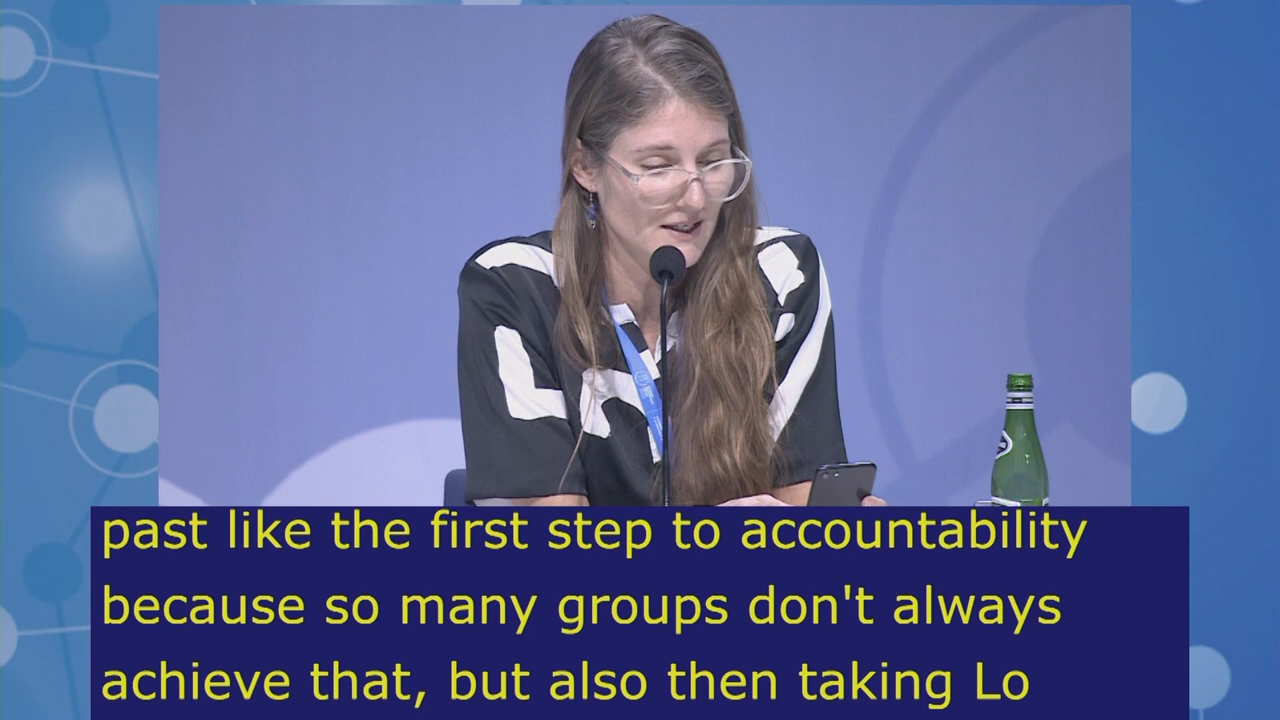 past like the first step to accountability
because so many groups don't always
achieve that, but also then taking Lo